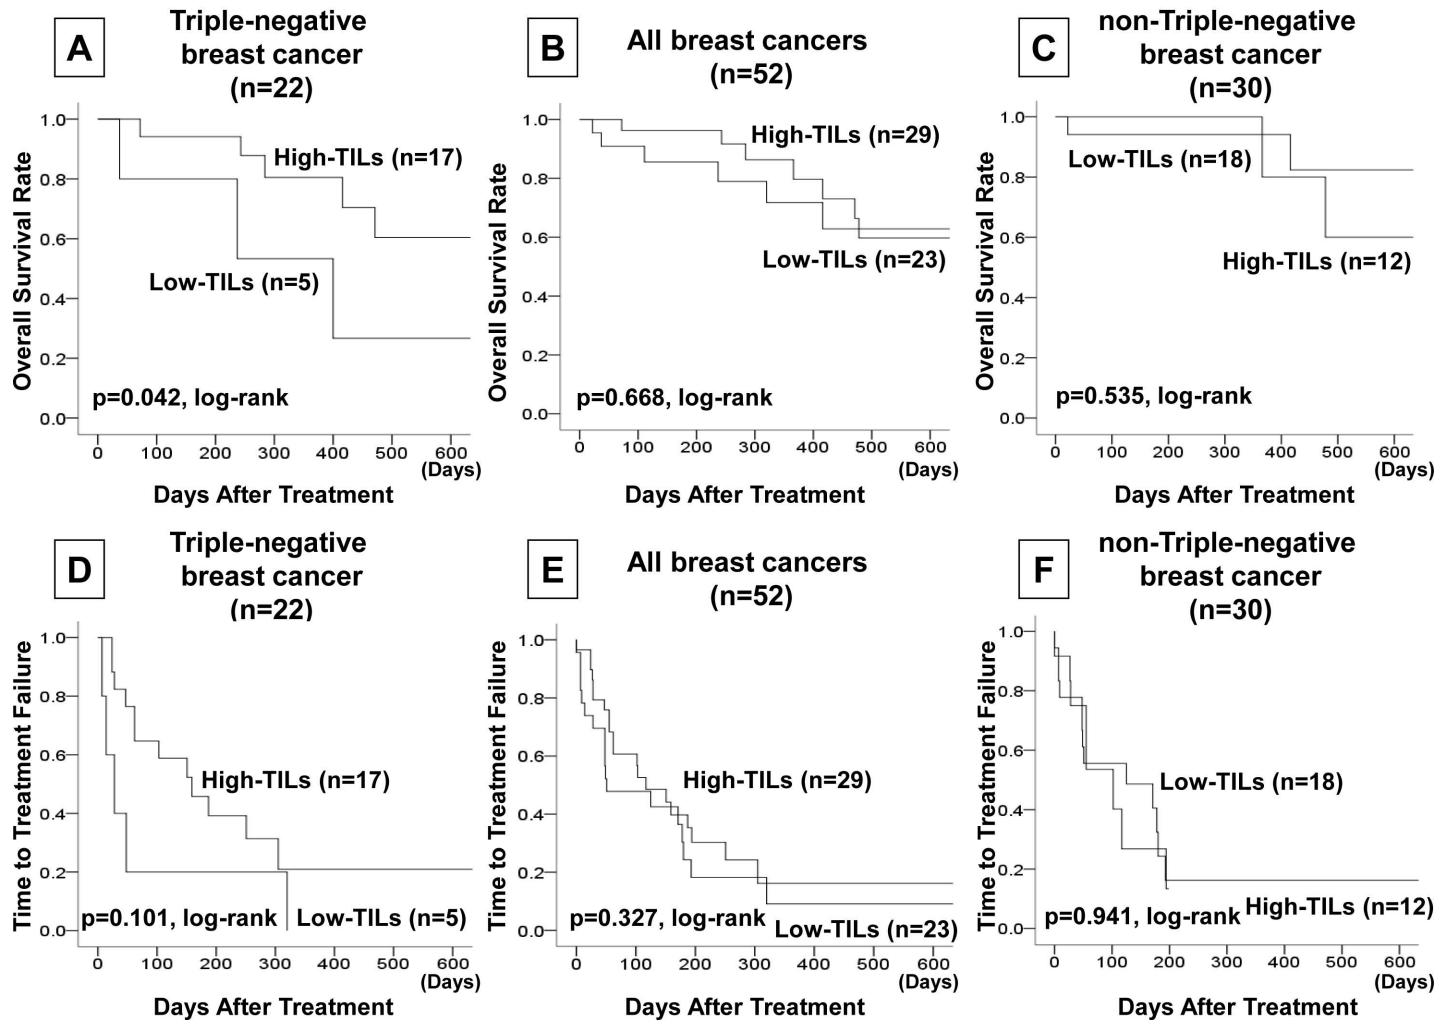 A
Triple-negative
breast cancer
(n=22)
Overall Survival Rate
1.0
0.8
0.6
0.4
0.2
0.0
High-TILs (n=17)
Low-TILs (n=5)
p=0.042, log-rank
0 100 200 300 400 500 600
(Days)
Days After Treatment
B
All breast cancers
(n=52)
Overall Survival Rate
1.0
0.8
0.6
0.4
0.2
0.0
High-TILs (n=29)
Low-TILs (n=23)
p=0.668, log-rank
0 100 200 300 400 500 600
(Days)
Days After Treatment
C
non-Triple-negative
breast cancer
(n=30)
Overall Survival Rate
1.0
0.8
0.6
0.4
0.2
0.0
Low-TILs (n=18)
High-TILs (n=12)
p=0.535, log-rank
0 100 200 300 400 500 600
(Days)
Days After Treatment
D
Triple-negative
breast cancer
(n=22)
Time to Treatment Failure
1.0
0.8
0.6
0.4
0.2
0.0
High-TILs (n=17)
p=0.101, log-rank
Low-TILs (n=5)
0 100 200 300 400 500 600
(Days)
Days After Treatment
E
All breast cancers
(n=52)
Time to Treatment Failure
1.0
0.8
0.6
0.4
0.2
0.0
High-TILs (n=29)
p=0.327, log-rank
Low-TILs (n=23)
0 100 200 300 400 500 600
(Days)
Days After Treatment
F
non-Triple-negative
breast cancer
(n=30)
Time to Treatment Failure
1.0
0.8
0.6
0.4
0.2
0.0
Low-TILs (n=18)
p=0.941, log-rank
High-TILs (n=12)
0 100 200 300 400 500 600
(Days)
Days After Treatment